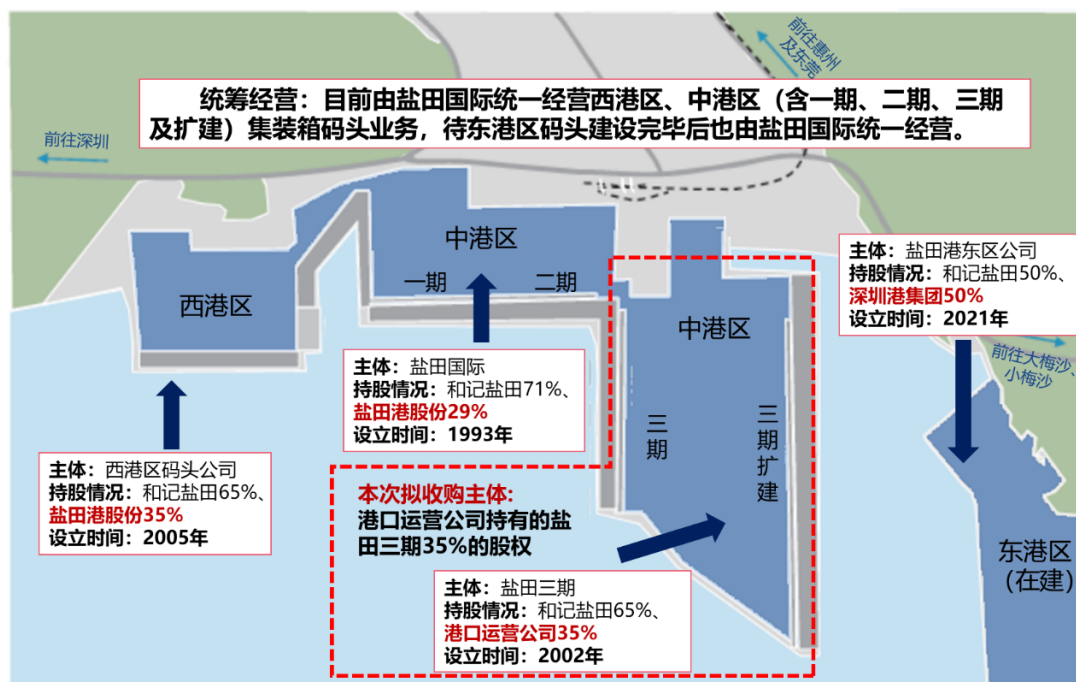 前往惠州
及东莞
统筹经营：目前由盐田国际统一经营西港区、中港区（含一期、二期、三期
及扩建）集装箱码头业务，待东港区码头建设完毕后也由盐田国际统一经营。
前往深圳
中港区
一期
二期
西港区
中港区
三期
三期扩建
主体：盐田港东区公司
持股情况：和记盐田50%、
深圳港集团50%
设立时间：2021年
前往大梅沙、
小梅沙
主体：盐田国际
持股情况：和记盐田71%、
盐田港股份29%
设立时间：1993年
主体：西港区码头公司
持股情况：和记盐田65%、
盐田港股份35%
设立时间：2005年
本次拟收购主体:
港口运营公司持有的盐
田三期35%的股权
主体：盐田三期
持股情况：和记盐田65%、
港口运营公司35%
设立时间：2002年
东港区
（在建）